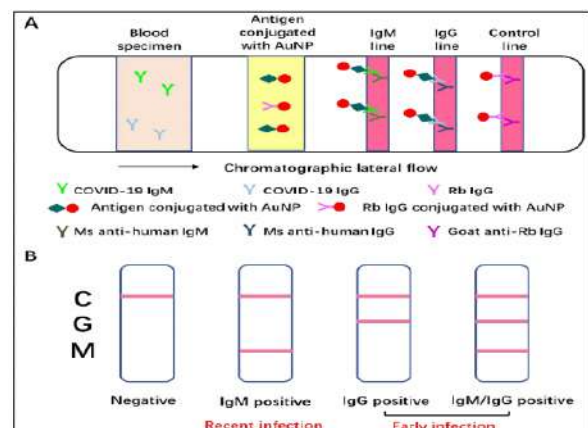 A
Blood specimen
Antigen conjugated with AuNP
IgM line
IgG line
Control line
Chromatographic lateral flow
COVID-19 IgM
COVID-19 IgG
Rb IgG
Antigen conjugated with AuNP
Rb IgG conjugated with AuNP
Ms anti-human IgM
Ms anti-human IgG
Goat anti-Rb IgG
B
C
G
M
Negative
IgM positive
IgG positive
IgM/IgG positive
Recent infection
Early infection